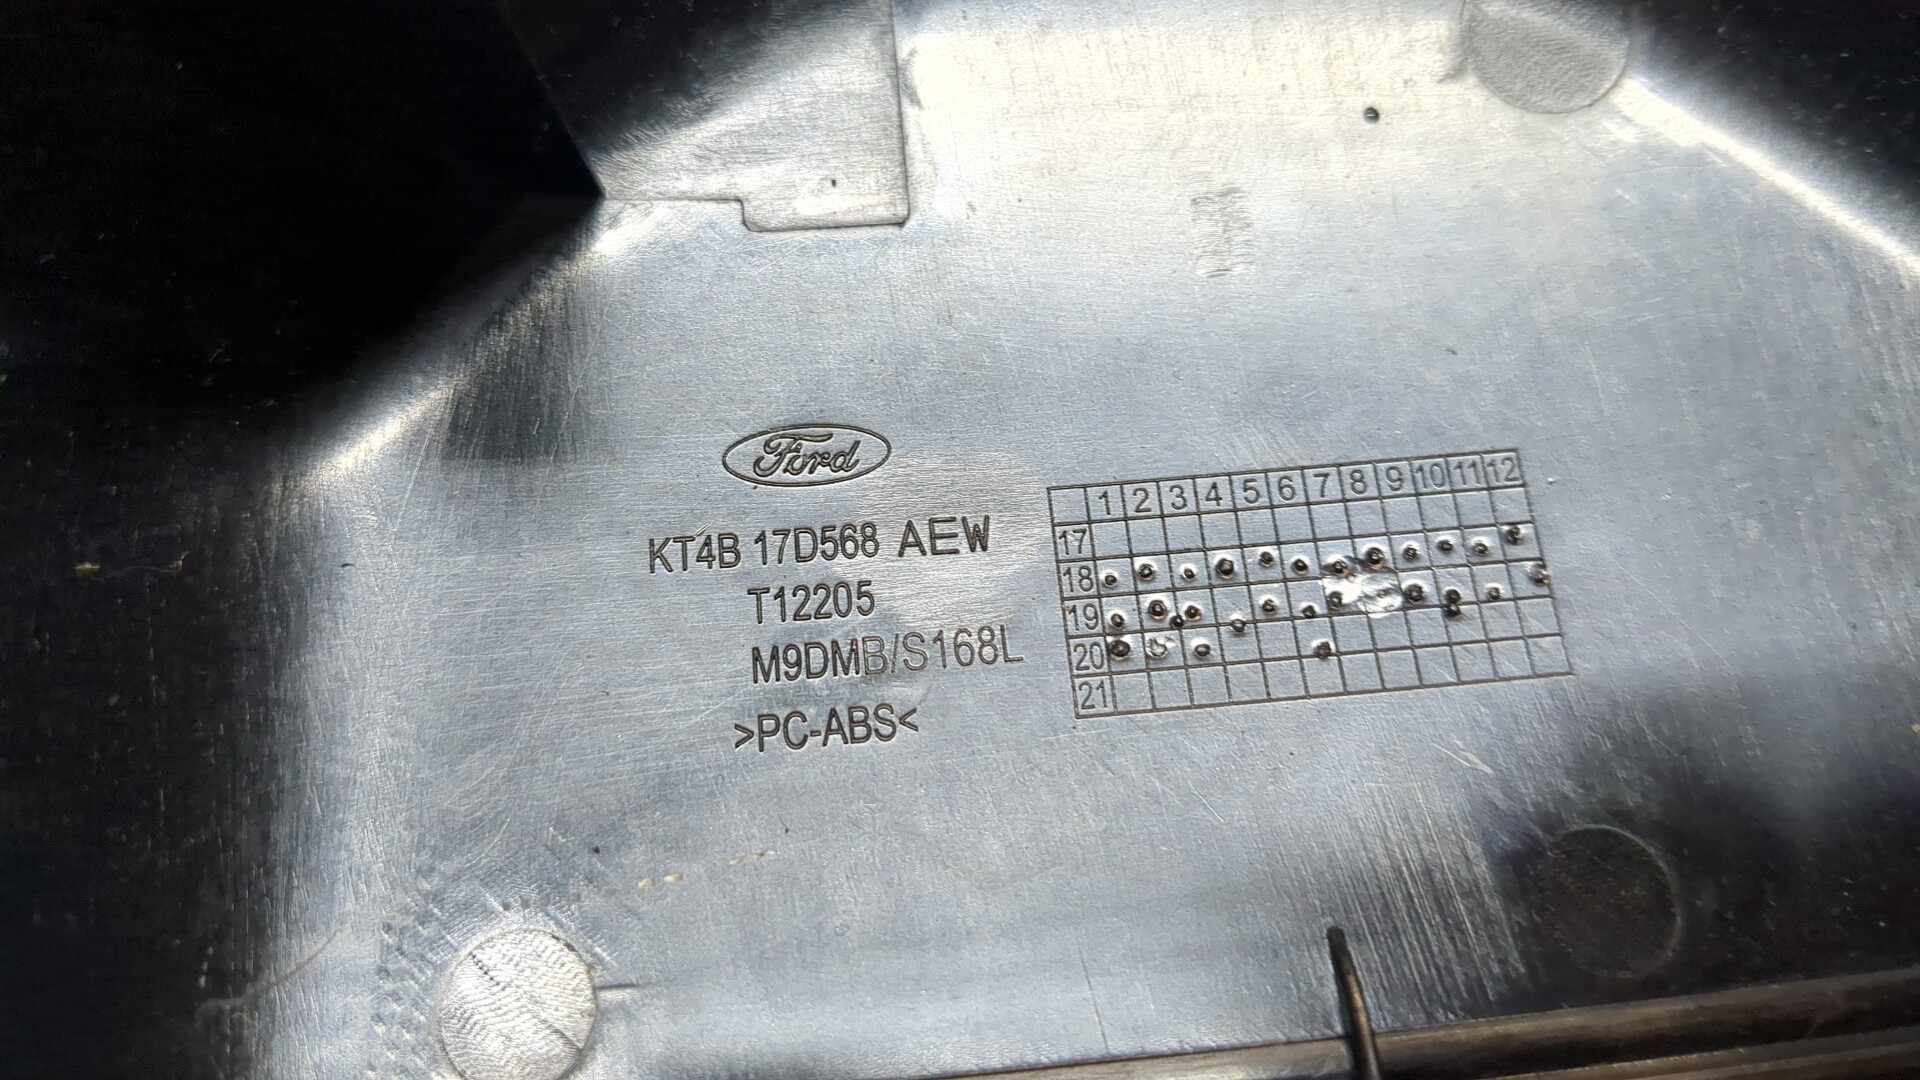 Ford
KT4B 17D568 AEW
T12205
M9DMB/S168L
>PC-ABS<
1 2 3 4 5 6 7 8 9 10 11 12
17
18
19
20
21